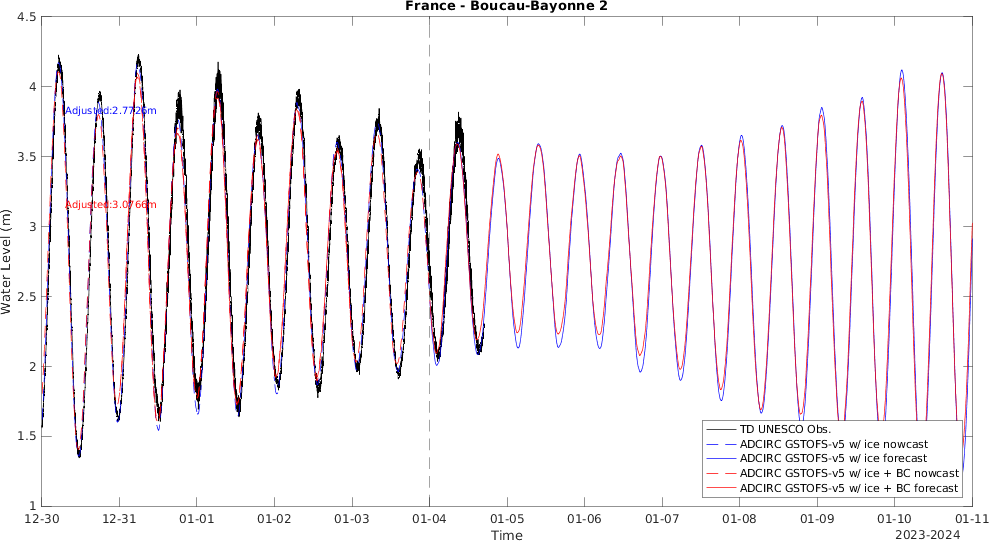 France - Boucau-Bayonne 2
4.5
4
3.5
3
2.5
2
1.5
1
Water Level (m)
Adjusted:2.7726m
Adjusted:3.0766m
TD UNESCO Obs.
ADCIRC GSTOFS-v5 w/ ice nowcast
ADCIRC GSTOFS-v5 w/ ice forecast
ADCIRC GSTOFS-v5 w/ ice + BC nowcast
ADCIRC GSTOFS-v5 w/ ice + BC forecast
12-30 12-31 01-01 01-02 01-03 01-04 01-05 01-06 01-07 01-08 01-09 01-10 01-11
Time
2023-2024